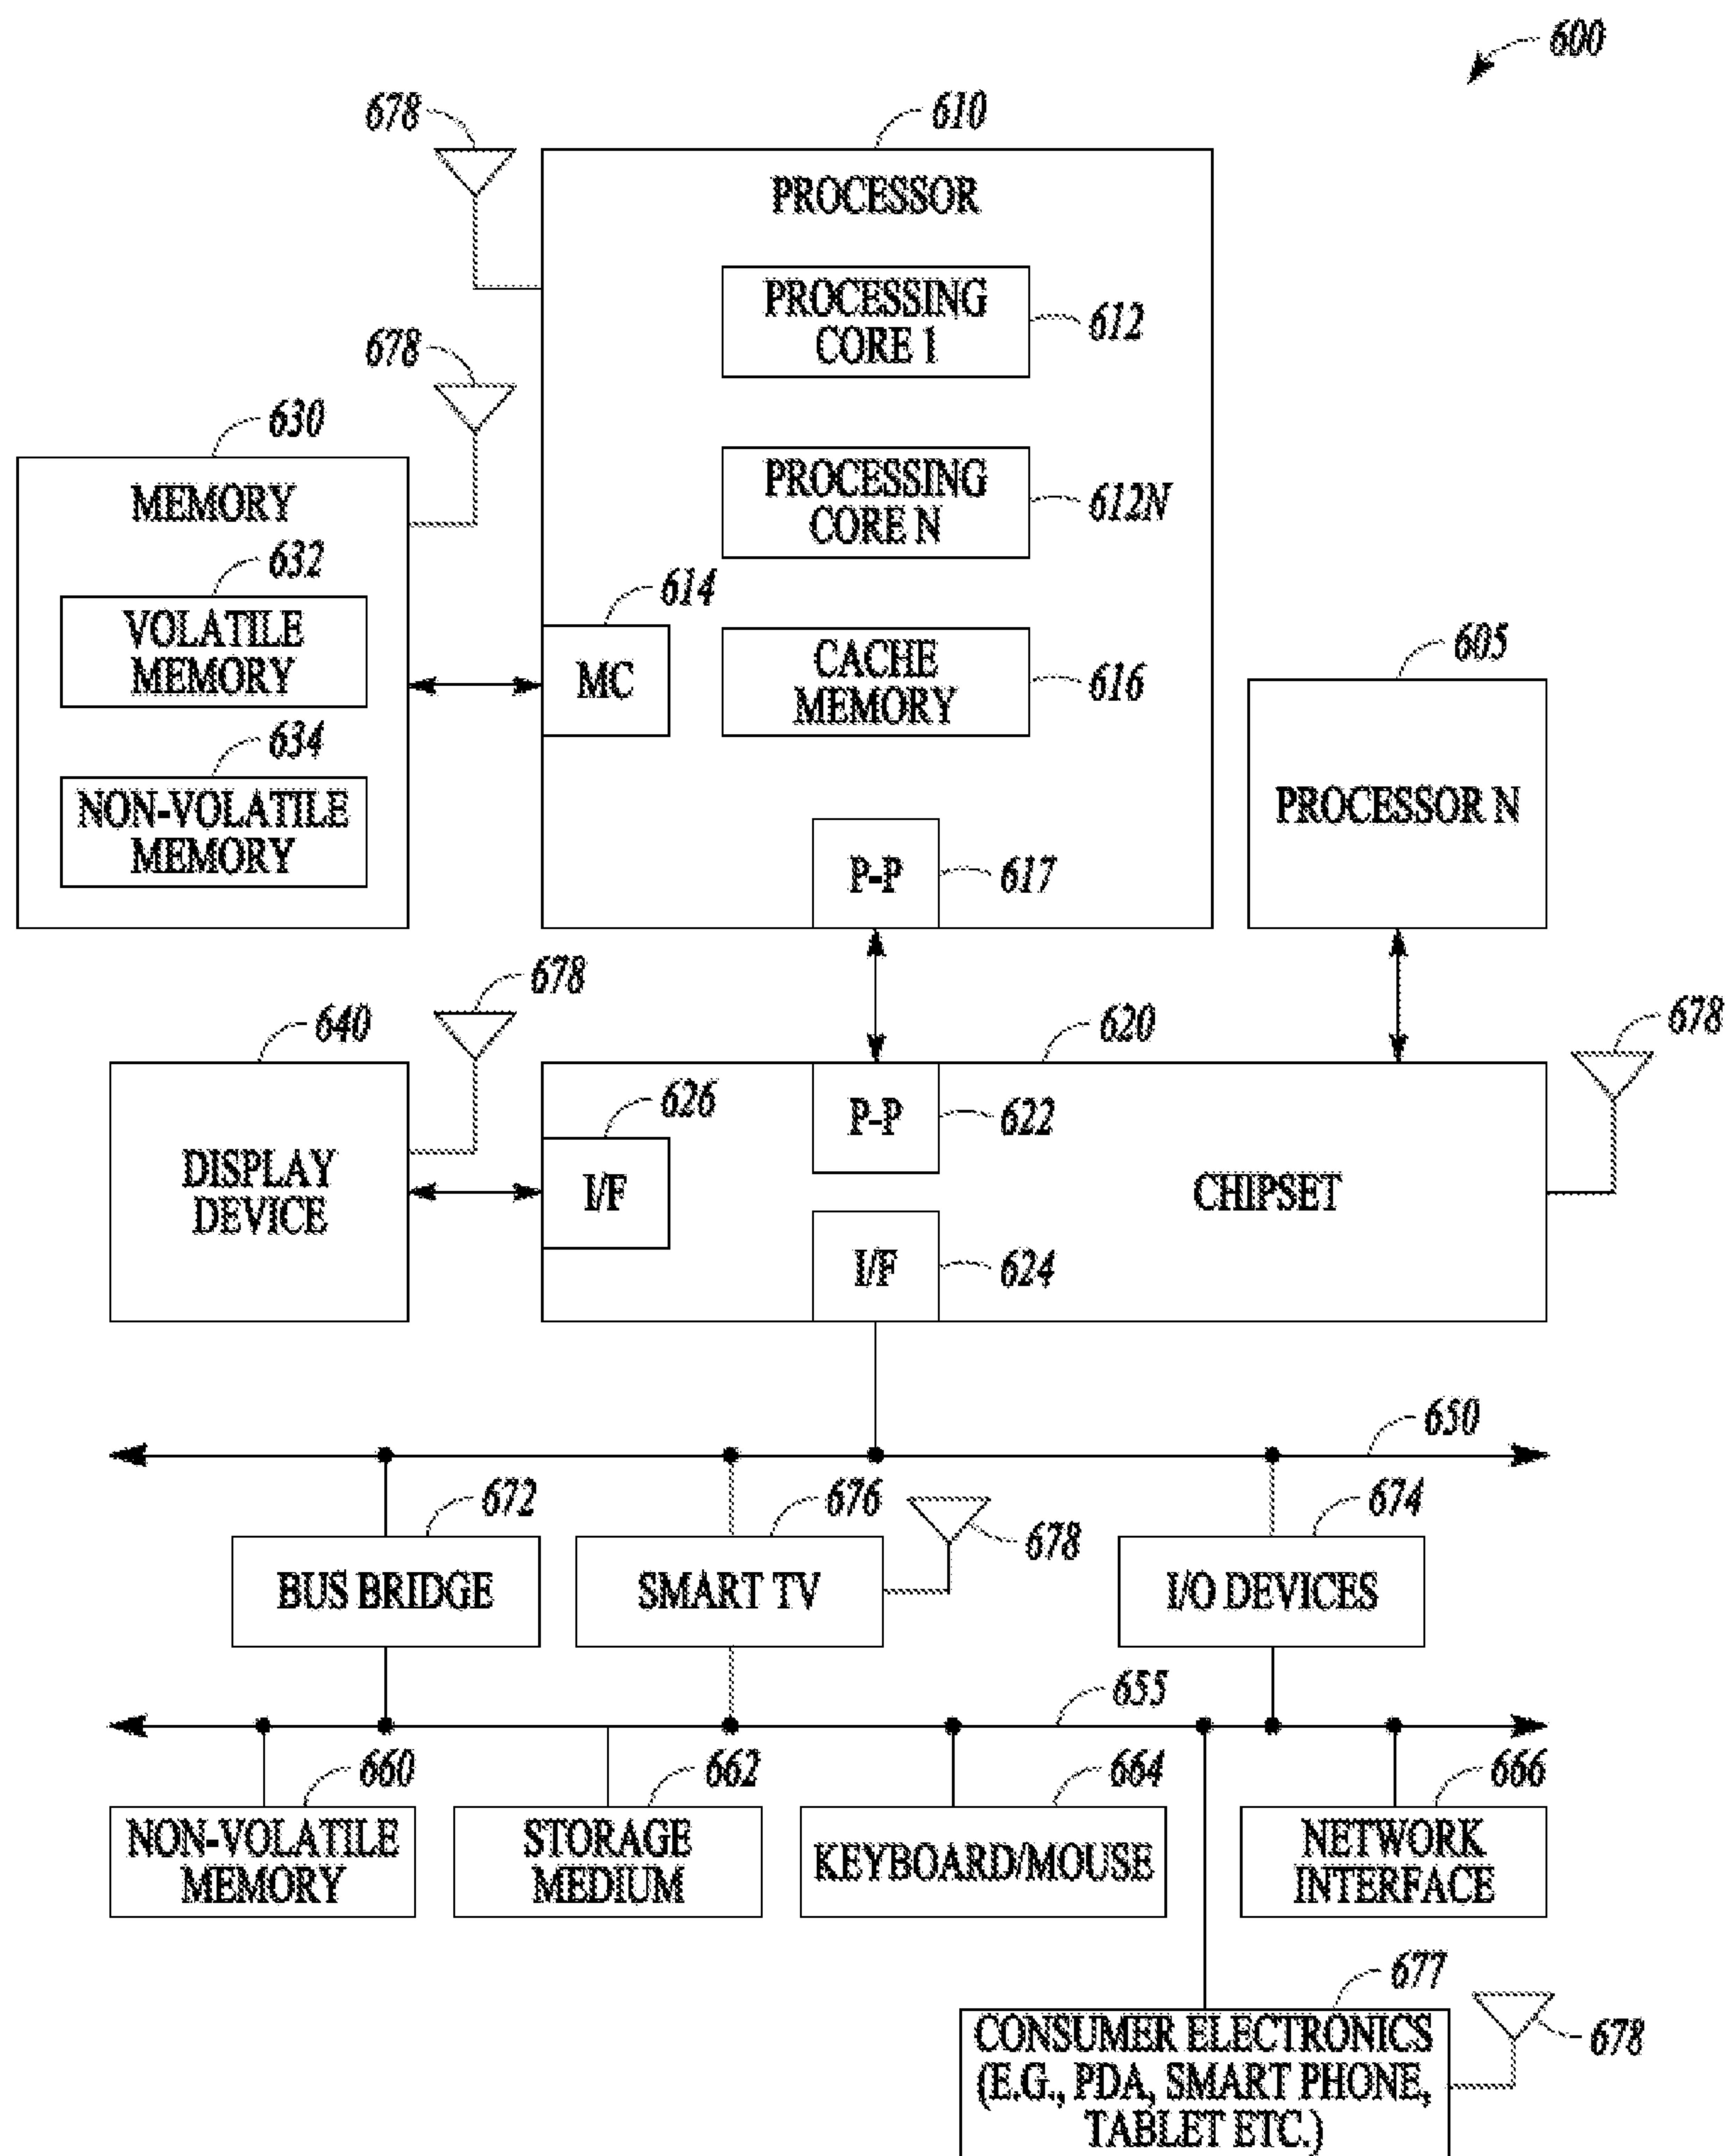 600
678
610
PROCESSOR
PROCESSING
CORE 1
612
678
630
MEMORY
PROCESSING
CORE N
612N
632
VOLATILE
MEMORY
614
MC
CACHE
MEMORY
616
605
PROCESSOR N
634
NON-VOLATILE
MEMORY
P-P
617
678
640
620
678
DISPLAY
DEVICE
626
I/F
P-P
622
CHIPSET
I/F
624
650
672
676
678
674
BUS BRIDGE
SMART TV
I/O DEVICES
655
660
662
664
666
NON-VOLATILE
MEMORY
STORAGE
MEDIUM
KEYBOARD/MOUSE
NETWORK
INTERFACE
677
CONSUMER ELECTRONICS
(E.G., PDA, SMART PHONE,
TABLET ETC.)
678